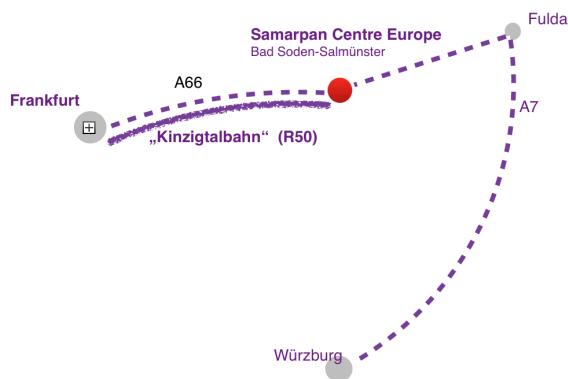 Fulda
Samarpan Centre Europe
Bad Soden-Salmünster
A66
Frankfurt
A7
„Kinzigtalbahn“ (R50)
Würzburg